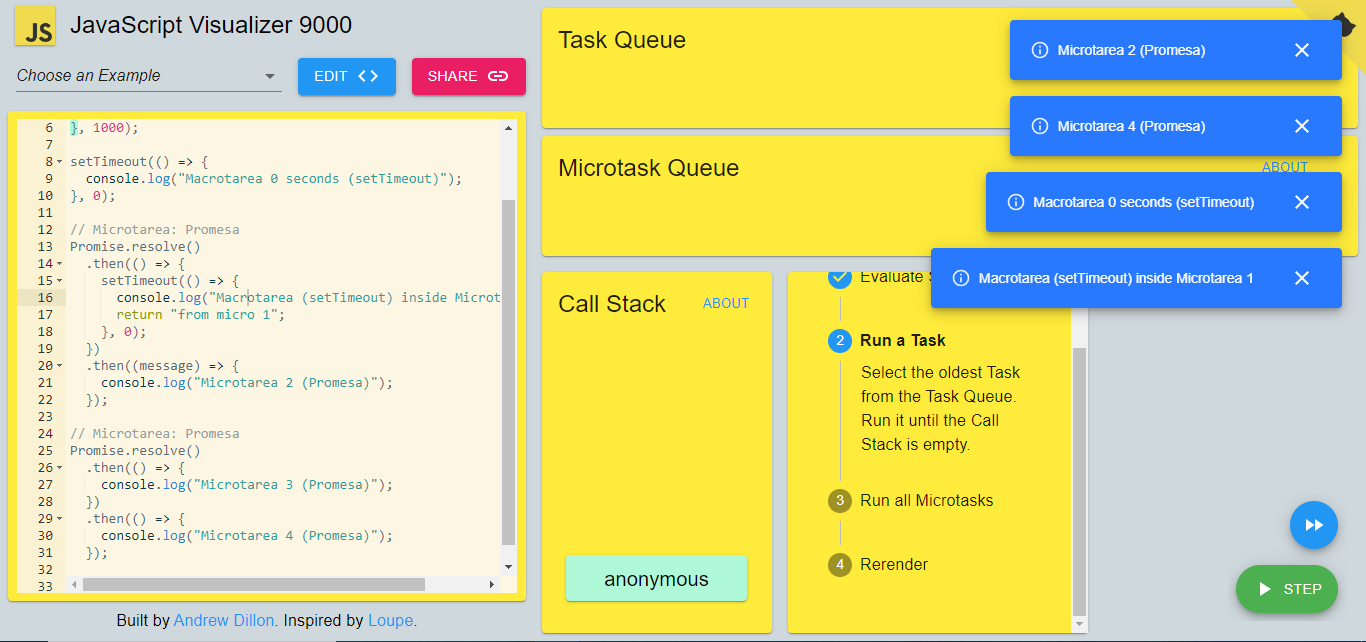 JS
JavaScript Visualizer 9000
Choose an Example
EDIT
SHARE
6 }, 1000);
7
8 setTimeout(() => {
9 console.log("Macrotarea 0 seconds (setTimeout)");
10 }, 0);
11
12 // Microtarea: Promesa
13 Promise.resolve()
14 .then(() => {
15 setTimeout(() => {
16 console.log("Macrotarea (setTimeout) inside Microt
17 return "from micro 1";
18 }, 0);
19 })
20 .then((message) => {
21 console.log("Microtarea 2 (Promesa)");
22 });
23
24 // Microtarea: Promesa
25 Promise.resolve()
26 .then(() => {
27 console.log("Microtarea 3 (Promesa)");
28 })
29 .then(() => {
30 console.log("Microtarea 4 (Promesa)");
31 });
32
33
Built by Andrew Dillon. Inspired by Loupe.
Task Queue
Microtask Queue
ABOUT
Microtarea 2 (Promesa)
Microtarea 4 (Promesa)
Macrotarea 0 seconds (setTimeout)
Macrotarea (setTimeout) inside Microtarea 1
Call Stack
ABOUT
anonymous
Evaluate
2 Run a Task
Select the oldest Task
from the Task Queue.
Run it until the Call
Stack is empty.
3 Run all Microtasks
4 Rerender
STEP